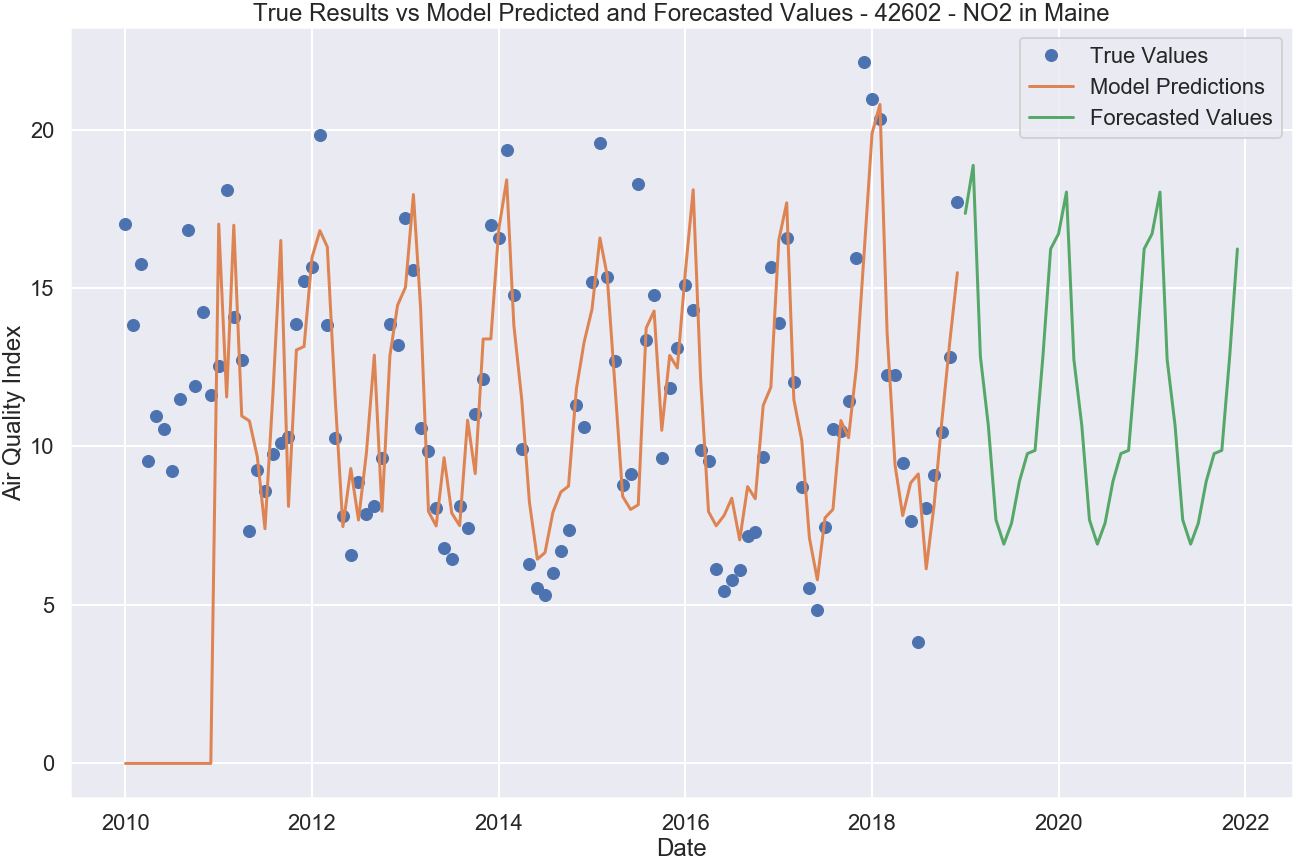 True Results vs Model Predicted and Forecasted Values - 42602 - NO2 in Maine
True Values
Model Predictions
Forecasted Values
Air Quality Index
20
15
10
5
0
2010 2012 2014 2016 2018 2020 2022
Date